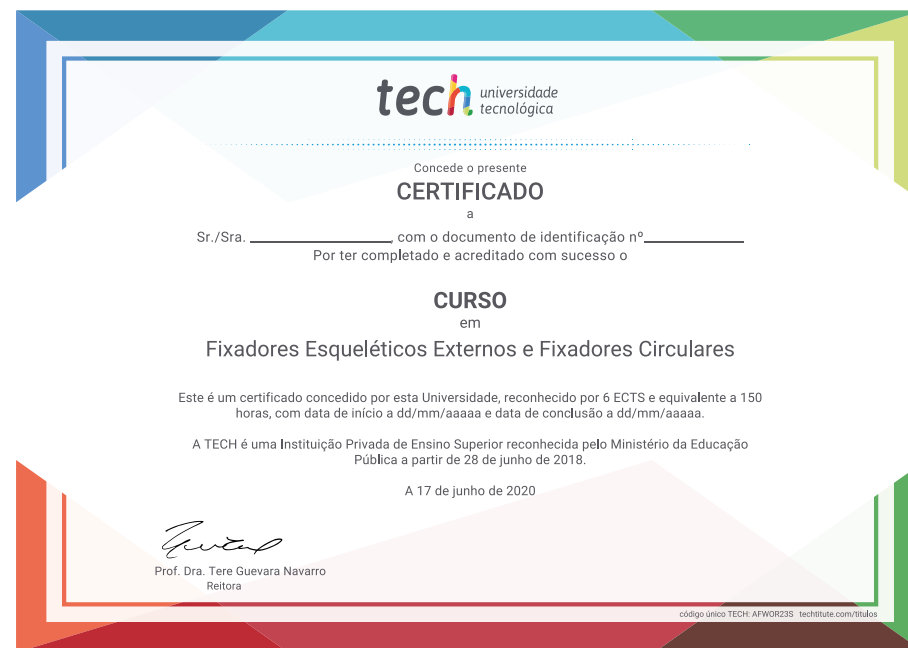 tech universidade
tecnológica
Concede o presente
CERTIFICADO
a
Sr./Sra. ____________________, com o documento de identificação nº______________
Por ter completado e acreditado com sucesso o
CURSO
em
Fixadores Esqueléticos Externos e Fixadores Circulares
Este é um certificado concedido por esta Universidade, reconhecido por 6 ECTS e equivalente a 150
horas, com data de início a dd/mm/aaaaa e data de conclusão a dd/mm/aaaaa.
A TECH é uma Instituição Privada de Ensino Superior reconhecida pelo Ministério da Educação
Pública a partir de 28 de junho de 2018.
A 17 de junho de 2020
Prof. Dra. Tere Guevara Navarro
Reitora
código único TECH: AFWOR23S techtitute.com/titulos